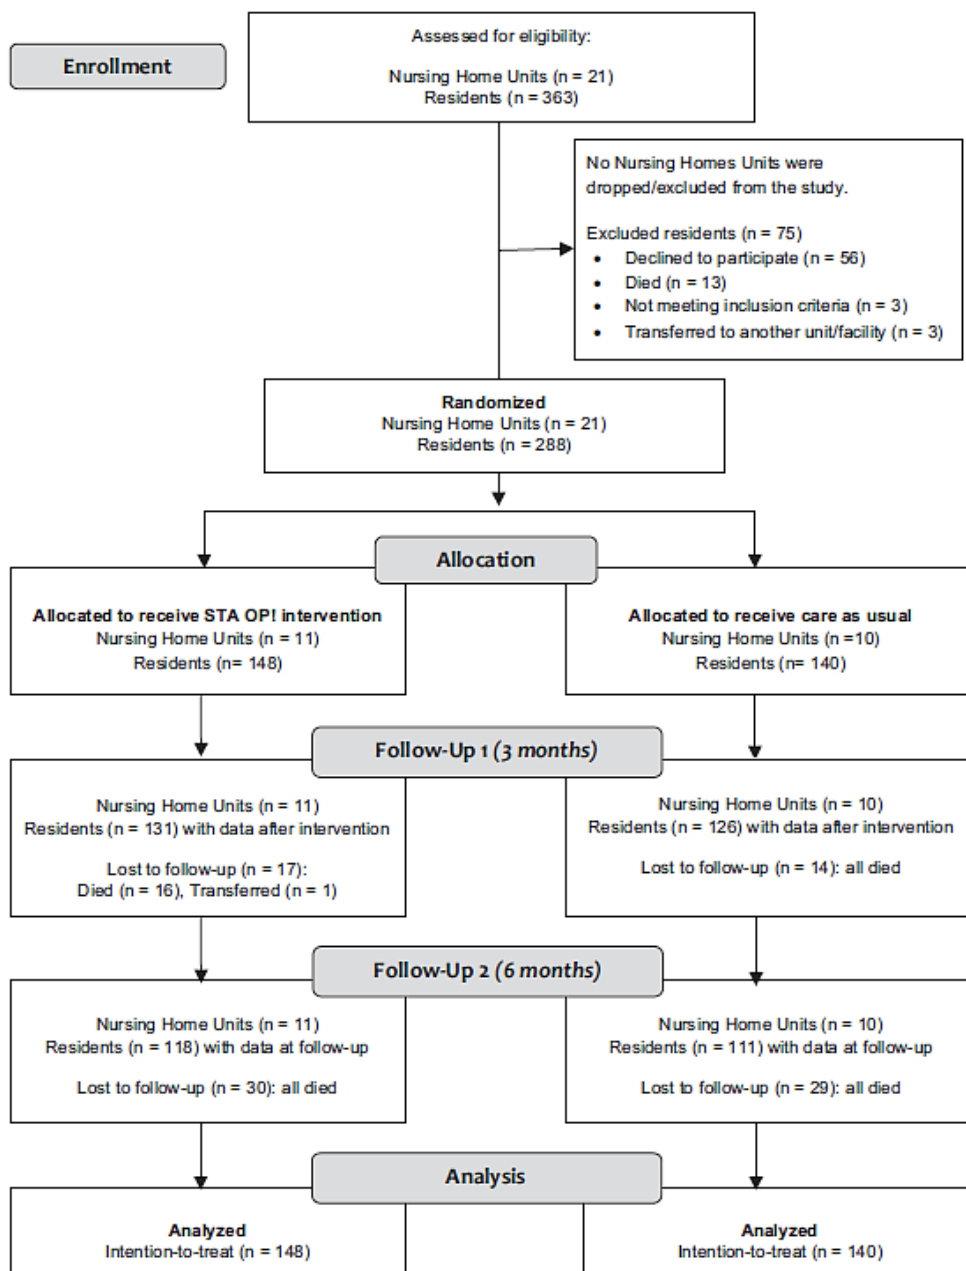 Enrollment
Assessed for eligibility:
Nursing Home Units (n = 21)
Residents (n = 363)
No Nursing Homes Units were
dropped/excluded from the study.
Excluded residents (n = 75)
• Declined to participate (n = 56)
• Died (n = 13)
• Not meeting inclusion criteria (n = 3)
• Transferred to another unit/facility (n = 3)
Randomized
Nursing Home Units (n = 21)
Residents (n = 288)
Allocation
Allocated to receive STA OP! intervention
Nursing Home Units (n = 11)
Residents (n= 148)
Allocated to receive care as usual
Nursing Home Units (n =10)
Residents (n= 140)
Follow-Up 1 (3 months)
Nursing Home Units (n = 11)
Residents (n = 131) with data after intervention
Lost to follow-up (n = 17):
Died (n = 16), Transferred (n = 1)
Nursing Home Units (n = 10)
Residents (n = 126) with data after intervention
Lost to follow-up (n = 14): all died
Follow-Up 2 (6 months)
Nursing Home Units (n = 11)
Residents (n = 118) with data at follow-up
Lost to follow-up (n = 30): all died
Nursing Home Units (n = 10)
Residents (n = 111) with data at follow-up
Lost to follow-up (n = 29): all died
Analysis
Analyzed
Intention-to-treat (n = 148)
Analyzed
Intention-to-treat (n = 140)